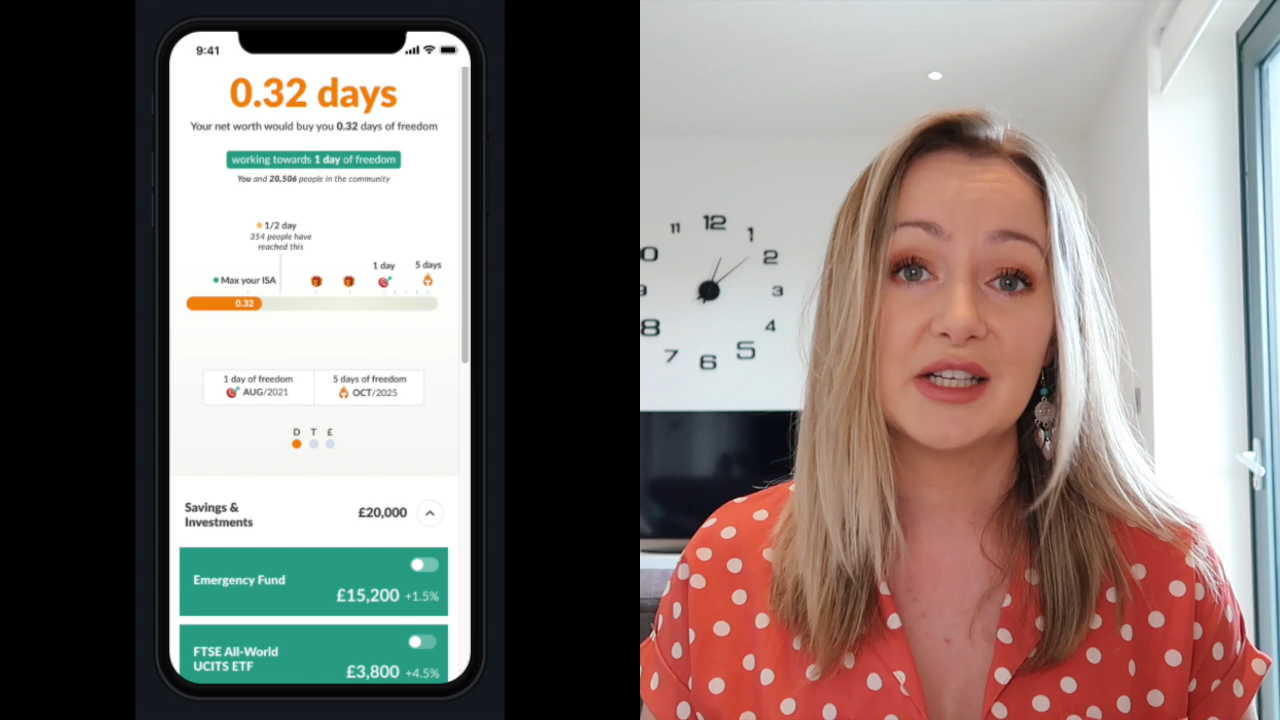 9:41
0.32 days
Your net worth would buy you 0.32 days of freedom
working towards 1 day of freedom
You and 20,506 people in the community
1/2 day
354 people have
reached this
1 day
5 days
Max your ISA
0.32
1 day of freedom
AUG/2021
5 days of freedom
OCT/2025
D T £
Savings &
Investments
£20,000
Emergency Fund
£15,200 +1.5%
FTSE All-World
UCITS ETF
£3,800 +4.5%
11 12 1
0 2
9 3
8 4
7 6 5